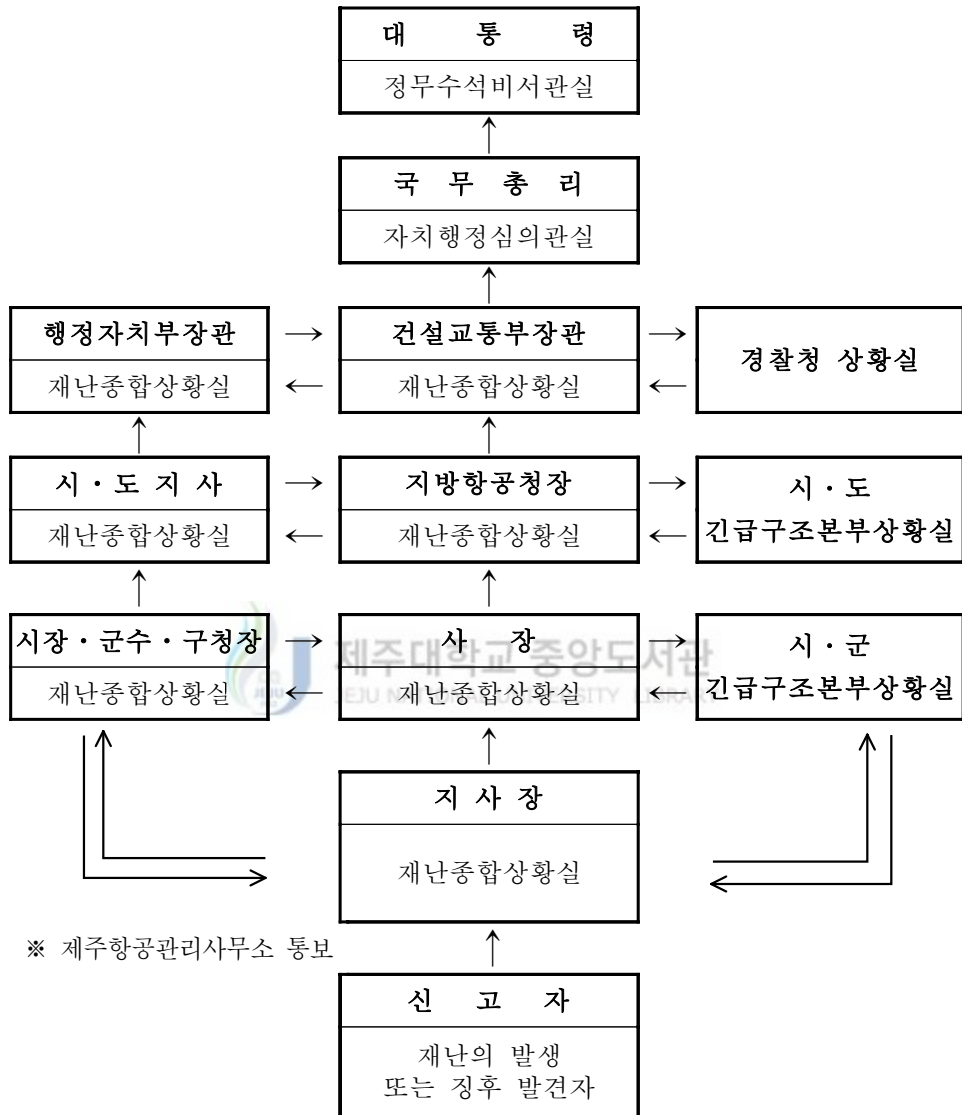 대 통 령
정무수석비서관실
국 무 총 리
자치행정심의관실
행정자치부장관
재난종합상황실
건설교통부장관
재난종합상황실
경찰청 상황실
시·도 지 사
재난종합상황실
지방항공청장
재난종합상황실
시·도
긴급구조본부상황실
시장·군수·구청장
재난종합상황실
사 장
재난종합상황실
시·군
긴급구조본부상황실
제주대학교 중앙도서관
JEJU NATIONAL UNIVERSITY LIBRARY
지 사 장
재난종합상황실
※ 제주항공관리사무소 통보
신 고 자
재난의 발생
또는 징후 발견자